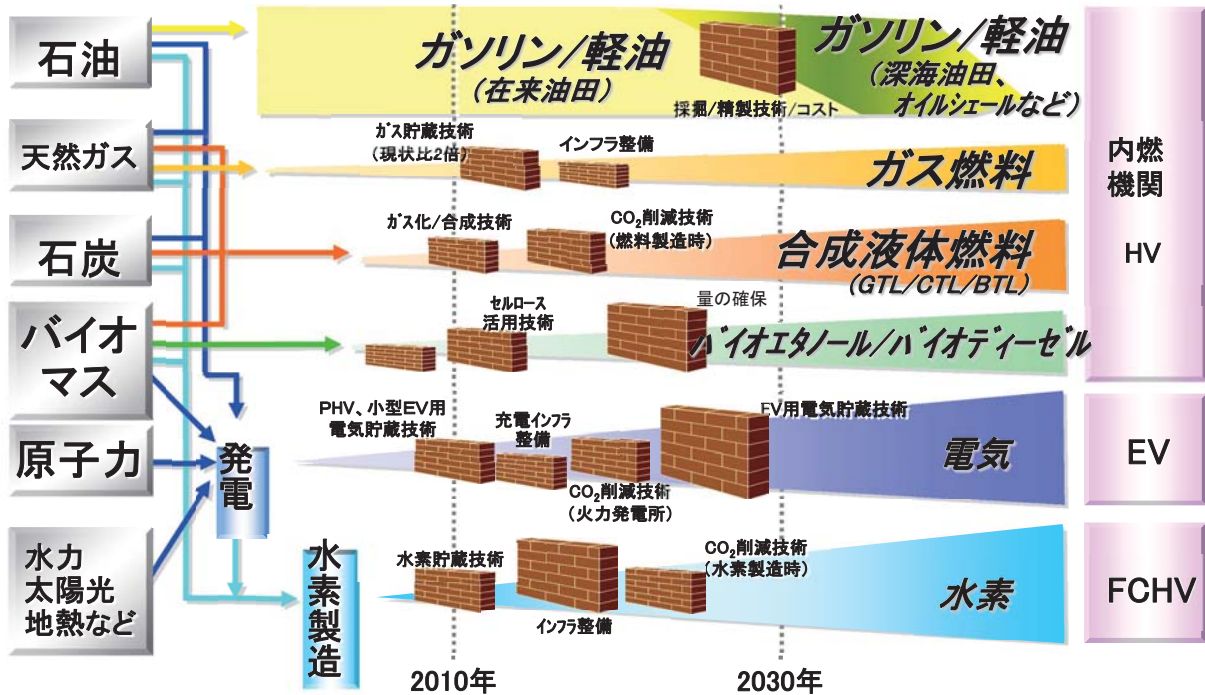 石油
天然ガス
石炭
バイオ
マス
原子力
水力
太陽光
地熱など
発電
水素製造
ガソリン/軽油
(在来油田)
ガソリン/軽油
(深海油田、
オイルシェールなど)
採掘/精製技術/コスト
ガス貯蔵技術
(現状比2倍)
インフラ整備
ガス燃料
ガス化/合成技術
CO₂削減技術
(燃料製造時)
合成液体燃料
(GTL/CTL/BTL)
セルロース
活用技術
量の確保
バイオエタノール/バイオディーゼル
PHV、小型EV用
電気貯蔵技術
充電インフラ
整備
CO₂削減技術
(火力発電所)
EV用電気貯蔵技術
電気
水素貯蔵技術
インフラ整備
CO₂削減技術
(水素製造時)
水素
2010年
2030年
内燃
機関
HV
EV
FCHV